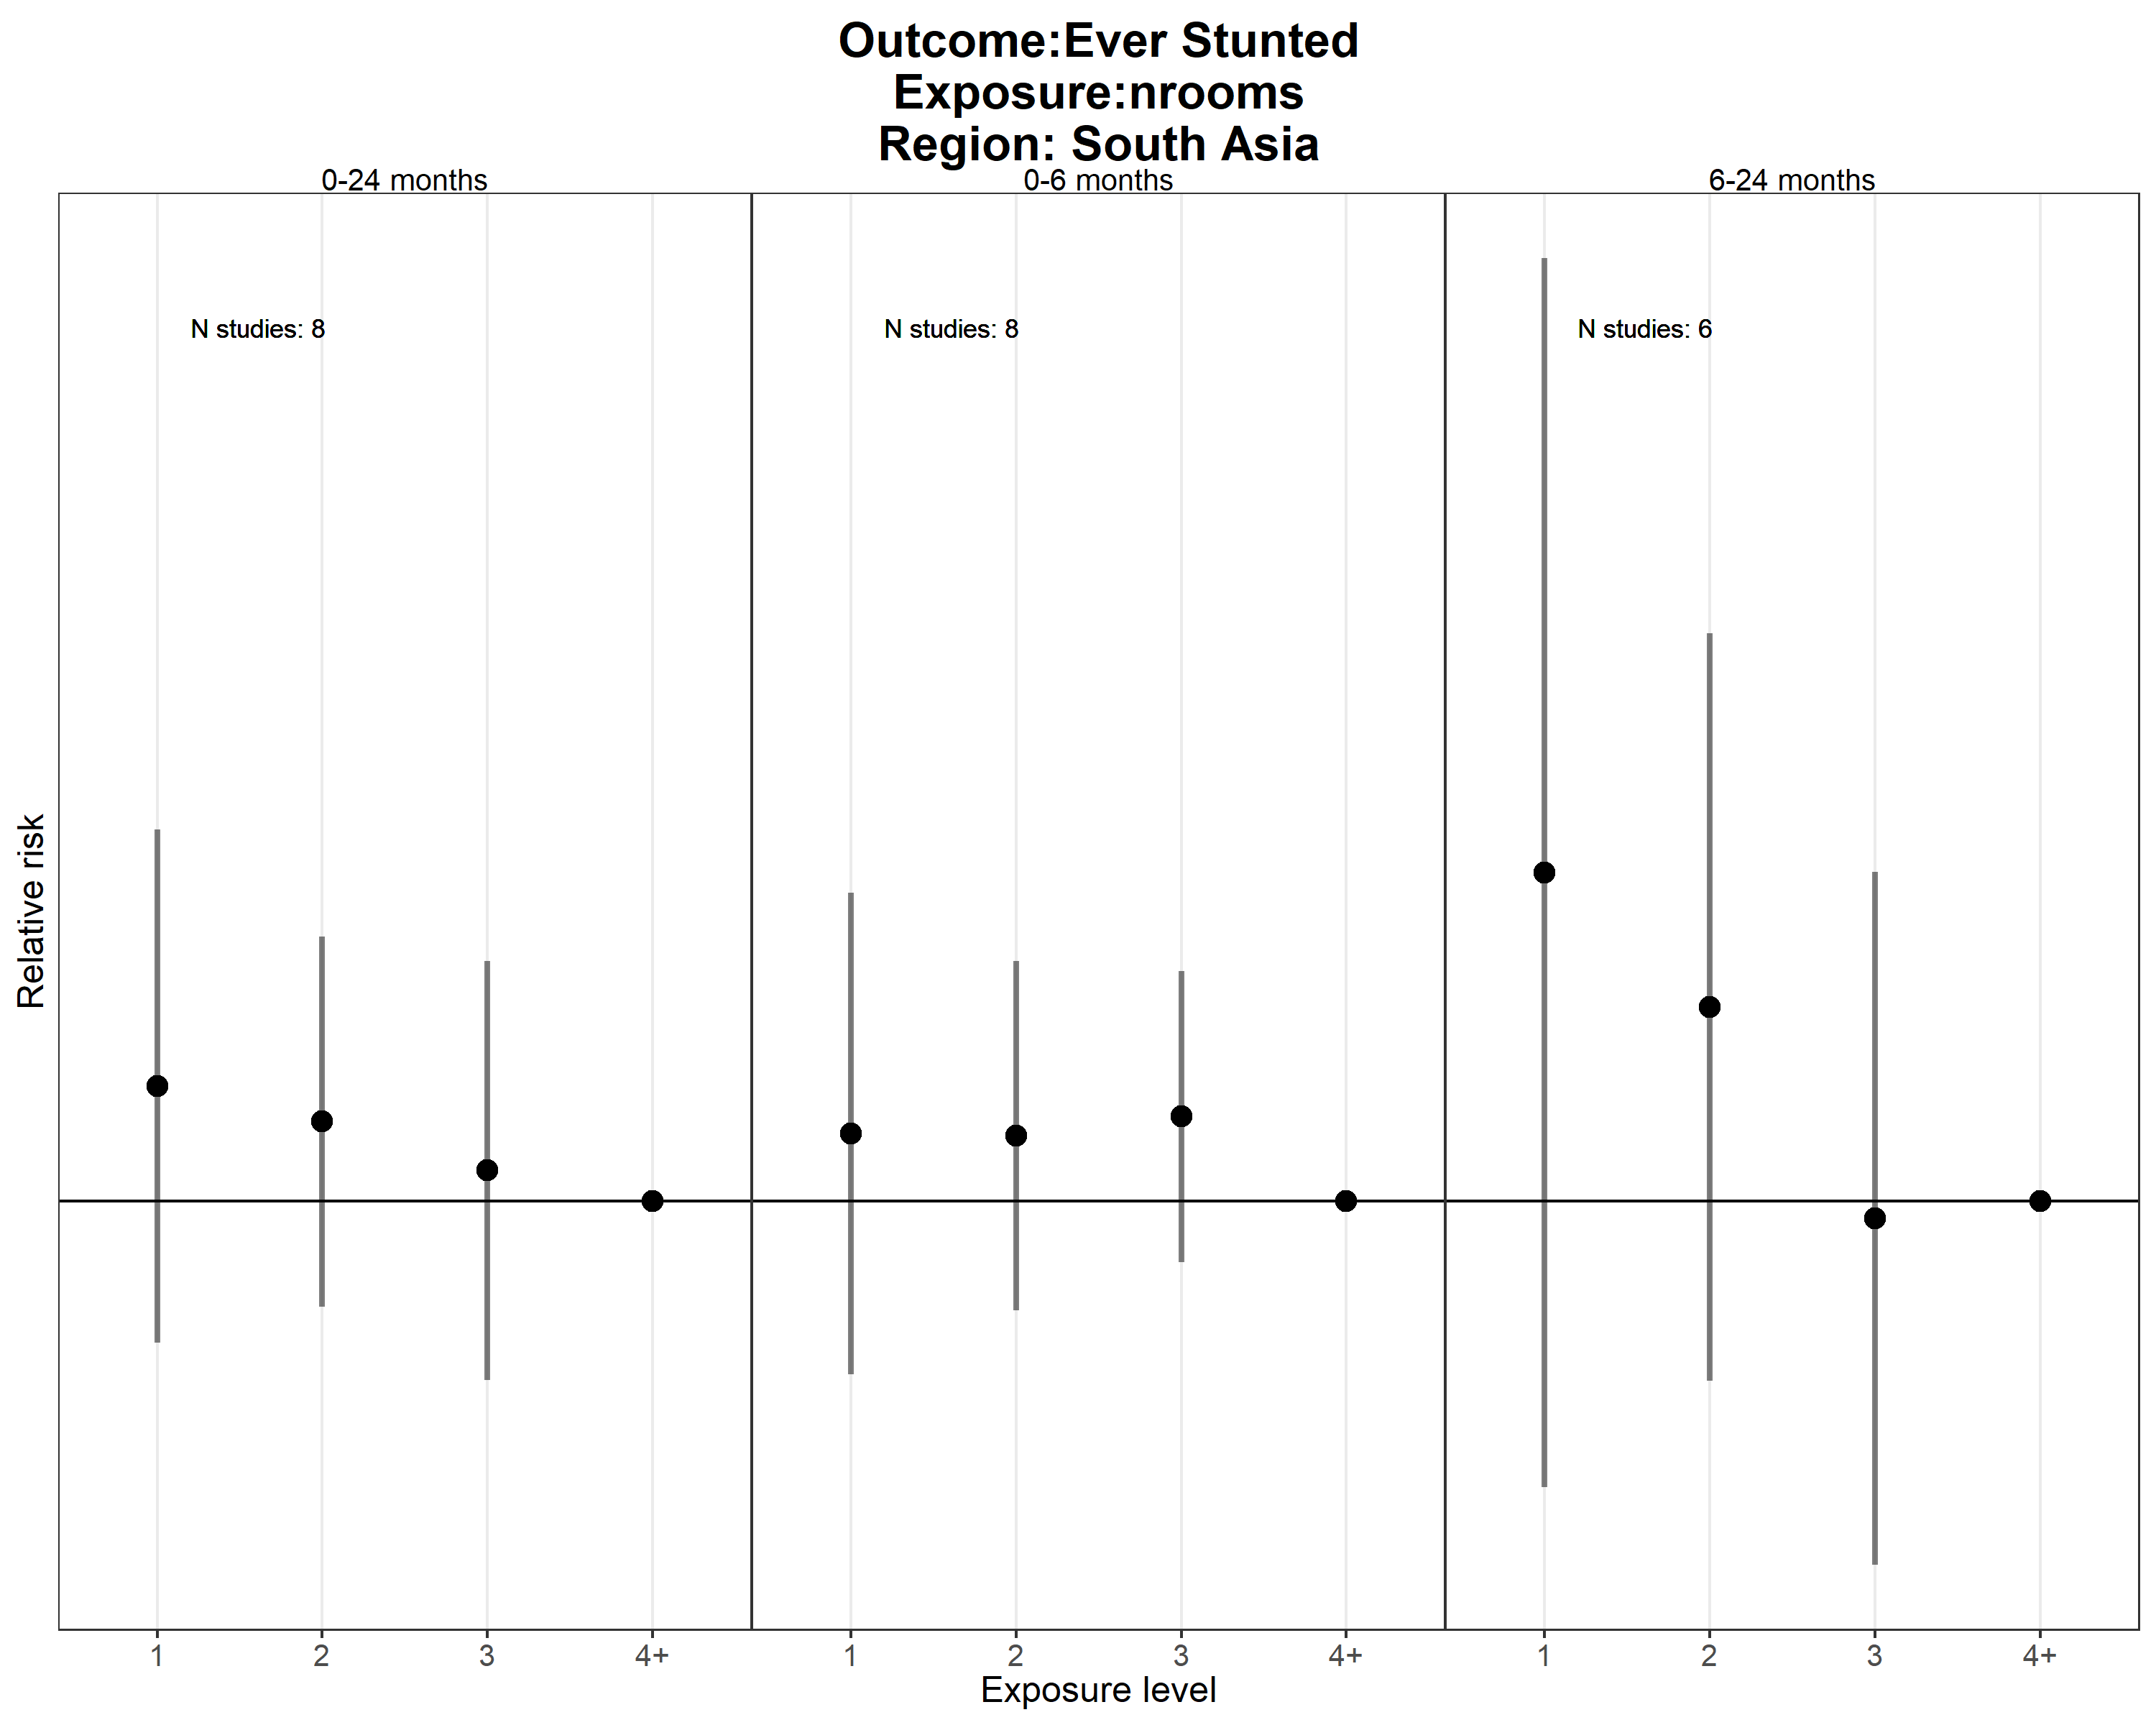 Outcome:Ever Stunted
Exposure:nrooms
Region: South Asia
0-24 months
0-6 months
6-24 months
N studies: 8
N studies: 8
N studies: 6
Relative risk
1 2 3 4+ 1 2 3 4+ 1 2 3 4+
Exposure level